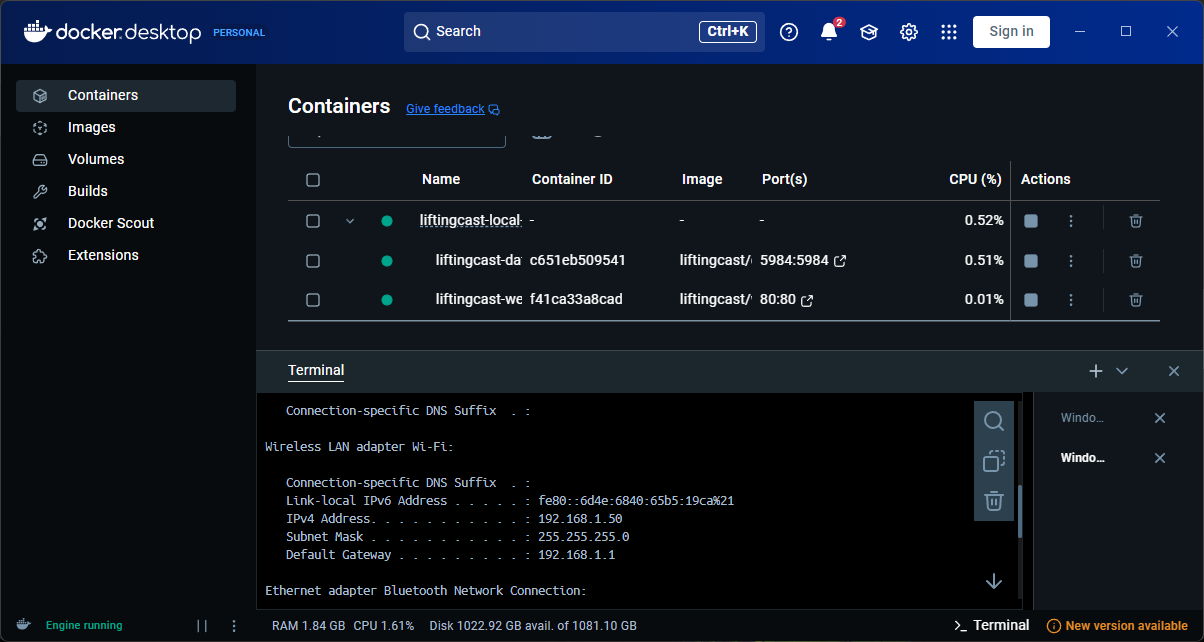 docker.desktop PERSONAL
Search Ctrl+K
2
Sign in
Containers
Images
Volumes
Builds
Docker Scout
Extensions
Containers Give feedback
Name Container ID Image Port(s) CPU (%) Actions
liftingcast-local- - - - 0.52%
liftingcast-da c651eb509541 liftingcast/ 5984:5984 0.51%
liftingcast-we f41ca33a8cad liftingcast/ 80:80 0.01%
Terminal
Connection-specific DNS Suffix  . :
Wireless LAN adapter Wi-Fi:
Connection-specific DNS Suffix  . :
Link-local IPv6 Address . . . . . : fe80::6d4e:6840:65b5:19ca%21
IPv4 Address. . . . . . . . . . . : 192.168.1.50
Subnet Mask . . . . . . . . . . . : 255.255.255.0
Default Gateway . . . . . . . . . : 192.168.1.1
Ethernet adapter Bluetooth Network Connection:
Windo...
Windo...
Engine running
RAM 1.84 GB CPU 1.61% Disk 1022.92 GB avail. of 1081.10 GB
>_ Terminal
New version available